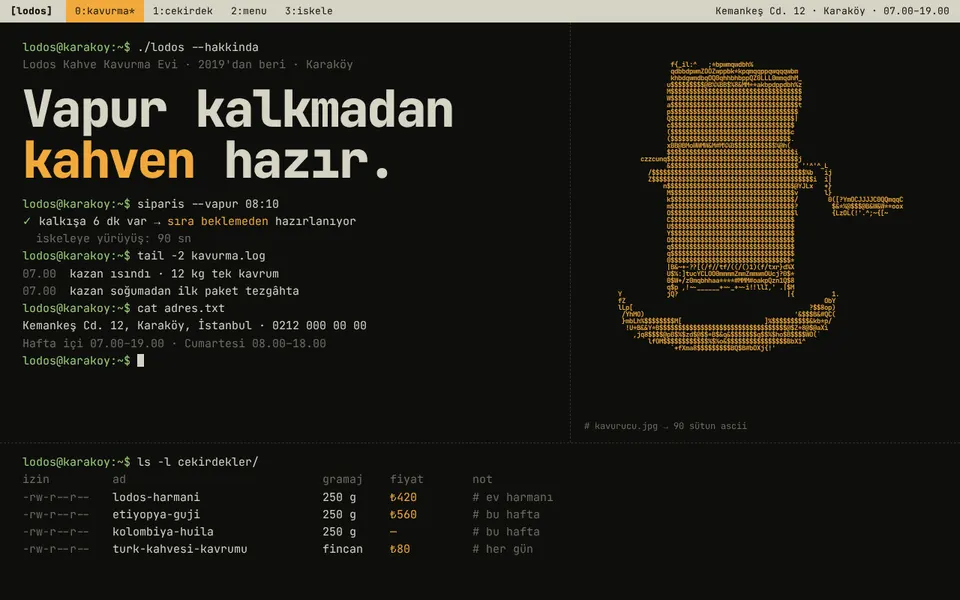 [lodos] 0:kavurma* 1:cekirdek 2:menu 3:iskele Kemankeş Cd. 12 · Karaköy · 07.00–19.00
lodos@karakoy:~$ ./lodos --hakkinda
Lodos Kahve Kavurma Evi · 2019'dan beri · Karaköy
Vapur kalkmadan
kahven hazır.
lodos@karakoy:~$ siparis --vapur 08:10
✓ kalkışa 6 dk var → sıra beklemeden hazırlanıyor
iskeleye yürüyüş: 90 sn
lodos@karakoy:~$ tail -2 kavurma.log
07.00 kazan ısındı · 12 kg tek kavrum
07.00 kazan soğumadan ilk paket tezgâhta
lodos@karakoy:~$ cat adres.txt
Kemankeş Cd. 12, Karaköy, İstanbul · 0212 000 00 00
Hafta içi 07.00–19.00 · Cumartesi 08.00–18.00
lodos@karakoy:~$
# kavurucu.jpg → 90 sütun ascii
lodos@karakoy:~$ ls -l cekirdekler/
izin ad gramaj fiyat not
-rw-r--r-- lodos-harmani 250 g ₺420 # ev harmanı
-rw-r--r-- etiyopya-guji 250 g ₺560 # bu hafta
-rw-r--r-- kolombiya-huila 250 g — # bu hafta
-rw-r--r-- turk-kahvesi-kavrumu fincan ₺80 # her gün